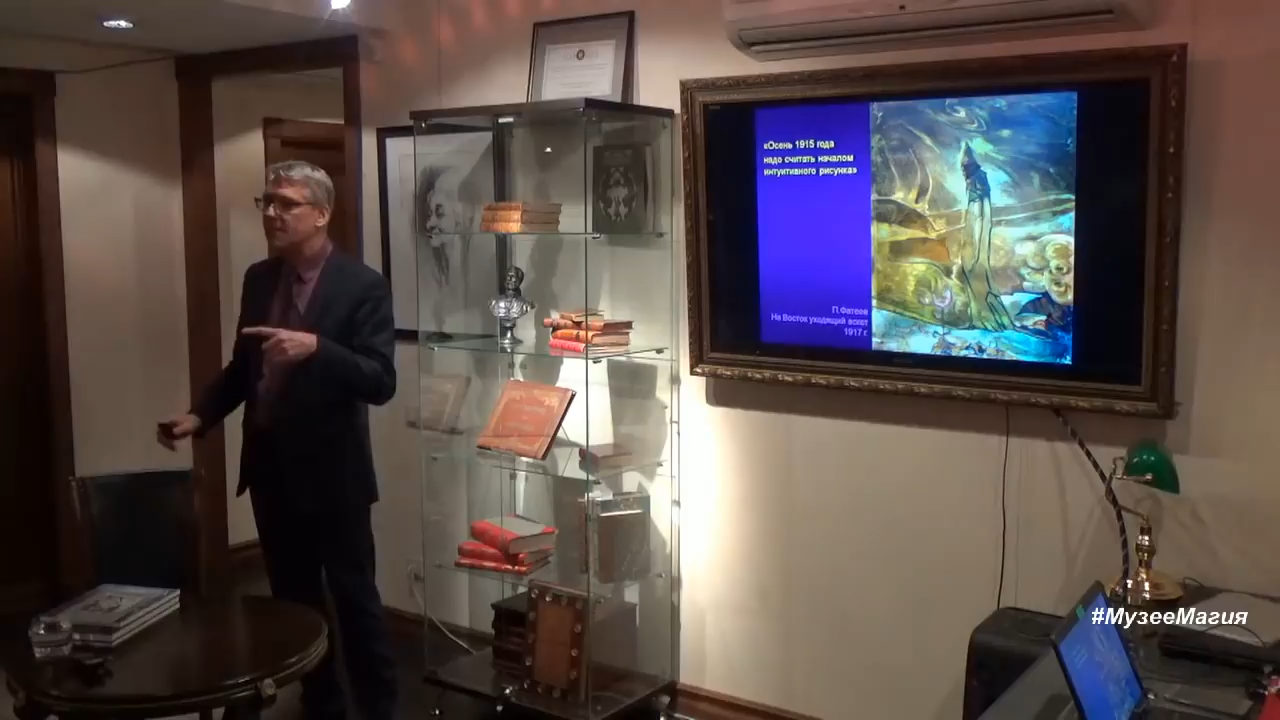 «Осень 1915 года
надо считать началом
интуитивного рисунка»
П.Фатеев
На Восток уходящий аскет
1917 г.
#МузееМагия